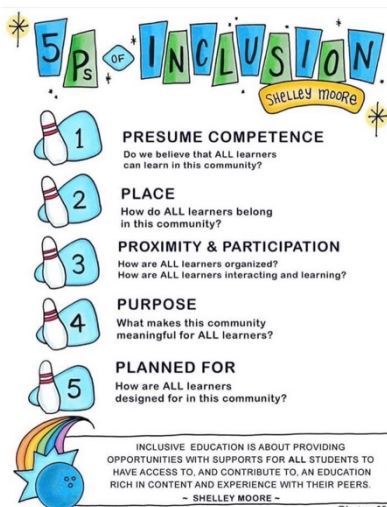 5 Ps OF INCLUSION
SHELLEY MOORE
1
PRESUME COMPETENCE
Do we believe that ALL learners
can learn in this community?
2
PLACE
How do ALL learners belong
in this community?
3
PROXIMITY & PARTICIPATION
How are ALL learners organized?
How are ALL learners interacting and learning?
4
PURPOSE
What makes this community
meaningful for ALL learners?
5
PLANNED FOR
How are ALL learners
designed for in this community?
INCLUSIVE EDUCATION IS ABOUT PROVIDING
OPPORTUNITIES WITH SUPPORTS FOR ALL STUDENTS TO
HAVE ACCESS TO, AND CONTRIBUTE TO, AN EDUCATION
RICH IN CONTENT AND EXPERIENCE WITH THEIR PEERS.
~ SHELLEY MOORE ~